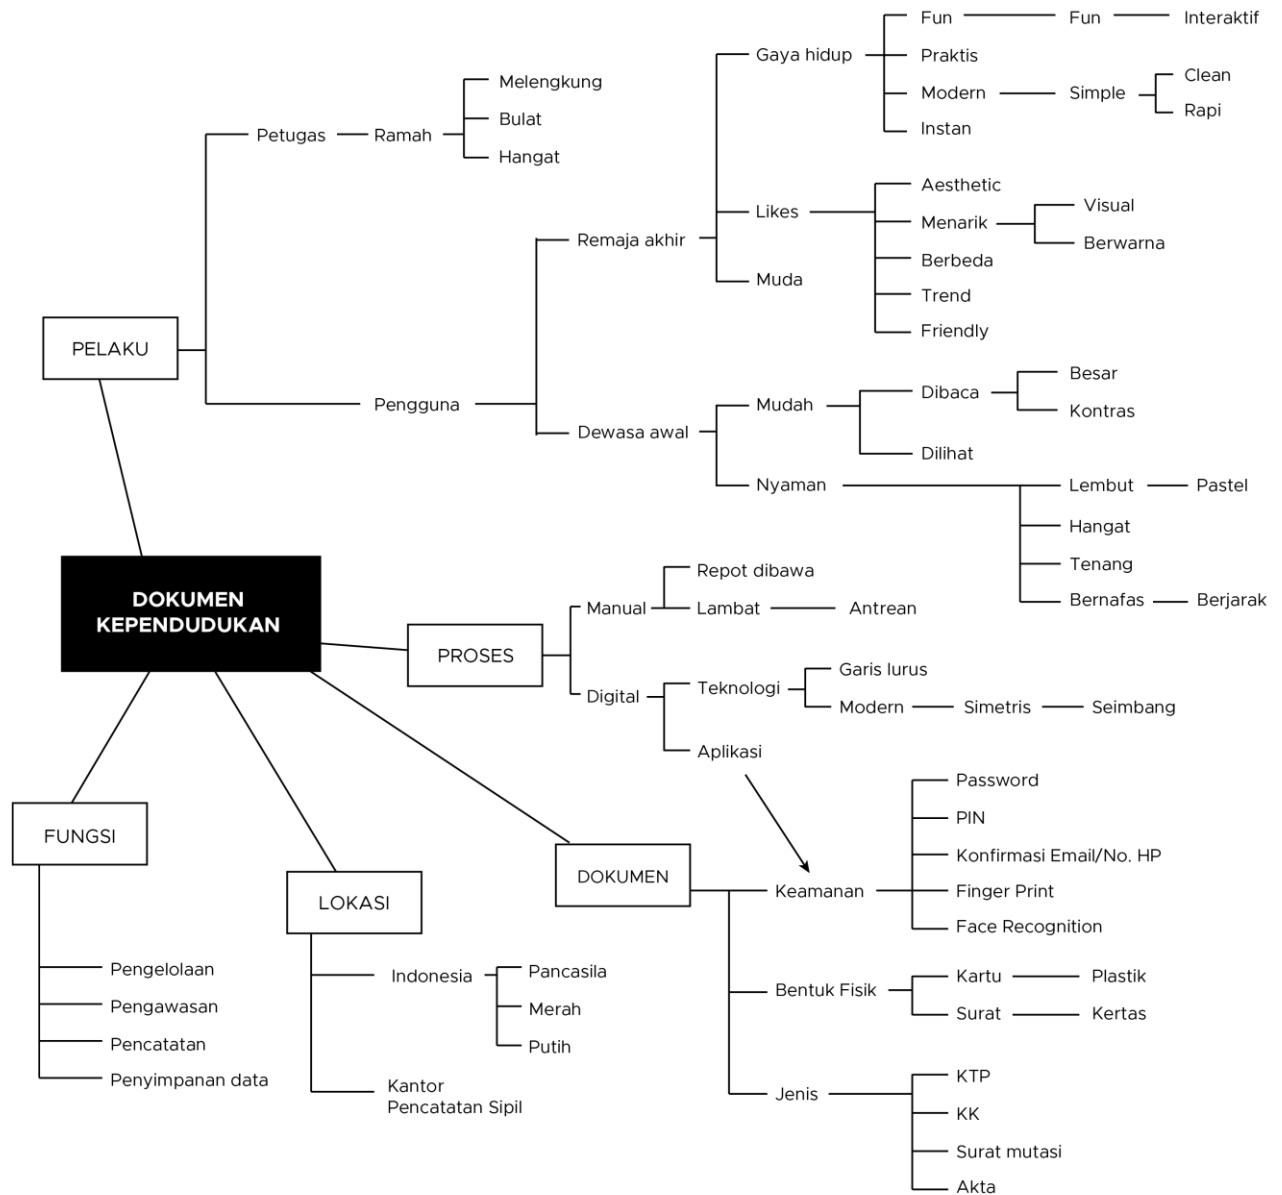 Fun
Fun
Interaktif
Gaya hidup
Praktis
Modern
Simple
Clean
Rapi
Instan
Melengkung
Petugas
Ramah
Bulat
Hangat
Aesthetic
Likes
Menarik
Visual
Berwarna
Remaja akhir
Berbeda
Muda
Trend
Friendly
PELAKU
Pengguna
Dewasa awal
Mudah
Dibaca
Besar
Kontras
Dilihat
Nyaman
Lembut
Pastel
Hangat
Tenang
Bernafas
Berjarak
DOKUMEN
KEPENDUDUKAN
PROSES
Manual
Repot dibawa
Lambat
Antrean
Digital
Teknologi
Garis lurus
Modern
Simetris
Seimbang
Aplikasi
FUNGSI
Pengelolaan
Pengawasan
Pencatatan
Penyimpanan data
LOKASI
Indonesia
Pancasila
Merah
Putih
Kantor
Pencatatan Sipil
DOKUMEN
Keamanan
Password
PIN
Konfirmasi Email/No. HP
Finger Print
Face Recognition
Bentuk Fisik
Kartu
Plastik
Surat
Kertas
Jenis
KTP
KK
Surat mutasi
Akta